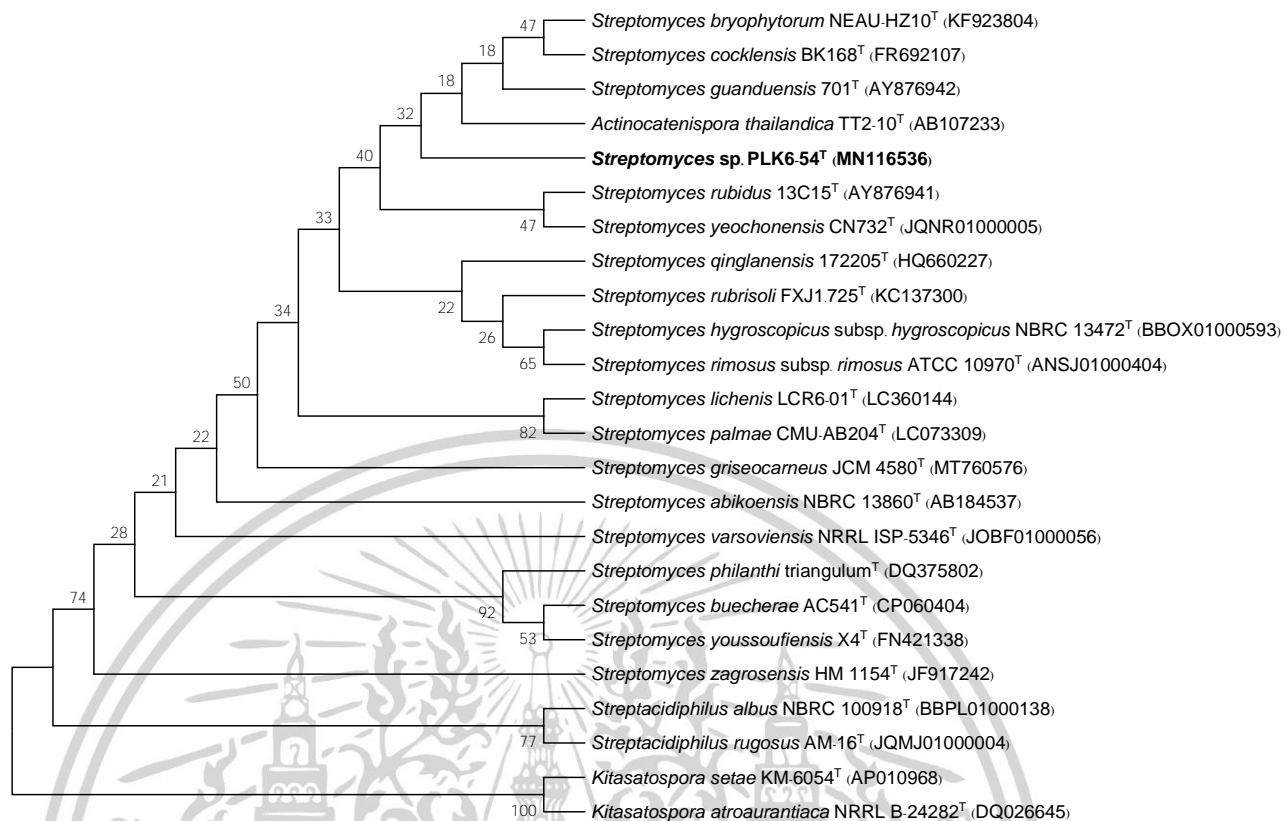 Streptomyces bryophytorum NEAU-HZ10T (KF923804)
47
Streptomyces cocklensis BK168T (FR692107)
18
Streptomyces guanduensis 701T (AY876942)
18
Actinocatenispora thailandica TT2-10T (AB107233)
32
Streptomyces sp. PLK6-54T (MN116536)
40
Streptomyces rubidus 13C15T (AY876941)
33
Streptomyces yeochonensis CN732T (JQNR01000005)
47
Streptomyces qinglanensis 172205T (HQ660227)
22
Streptomyces rubrisoli FXJ1.725T (KC137300)
34
26
Streptomyces hygroscopicus subsp. hygroscopicus NBRC 13472T (BBOX01000593)
65
Streptomyces rimosus subsp. rimosus ATCC 10970T (ANSJ01000404)
50
Streptomyces lichenis LCR6-01T (LC360144)
82
Streptomyces palmae CMU-AB204T (LC073309)
22
Streptomyces griseocarneus JCM 4580T (MT760576)
21
Streptomyces abikoensis NBRC 13860T (AB184537)
28
Streptomyces varsoviensis NRRL ISP-5346T (JOBF01000056)
Streptomyces philanthi triangulumT (DQ375802)
74
92
Streptomyces buecherae AC541T (CP060404)
53
Streptomyces youssoufiensis X4T (FN421338)
Streptomyces zagrosensis HM 1154T (JF917242)
Streptacidiphilus albus NBRC 100918T (BBPL01000138)
77
Streptacidiphilus rugosus AM-16T (JQMJ01000004)
Kitasatospora setae KM-6054T (AP010968)
100
Kitasatospora atroaurantiaca NRRL B-24282T (DQ026645)